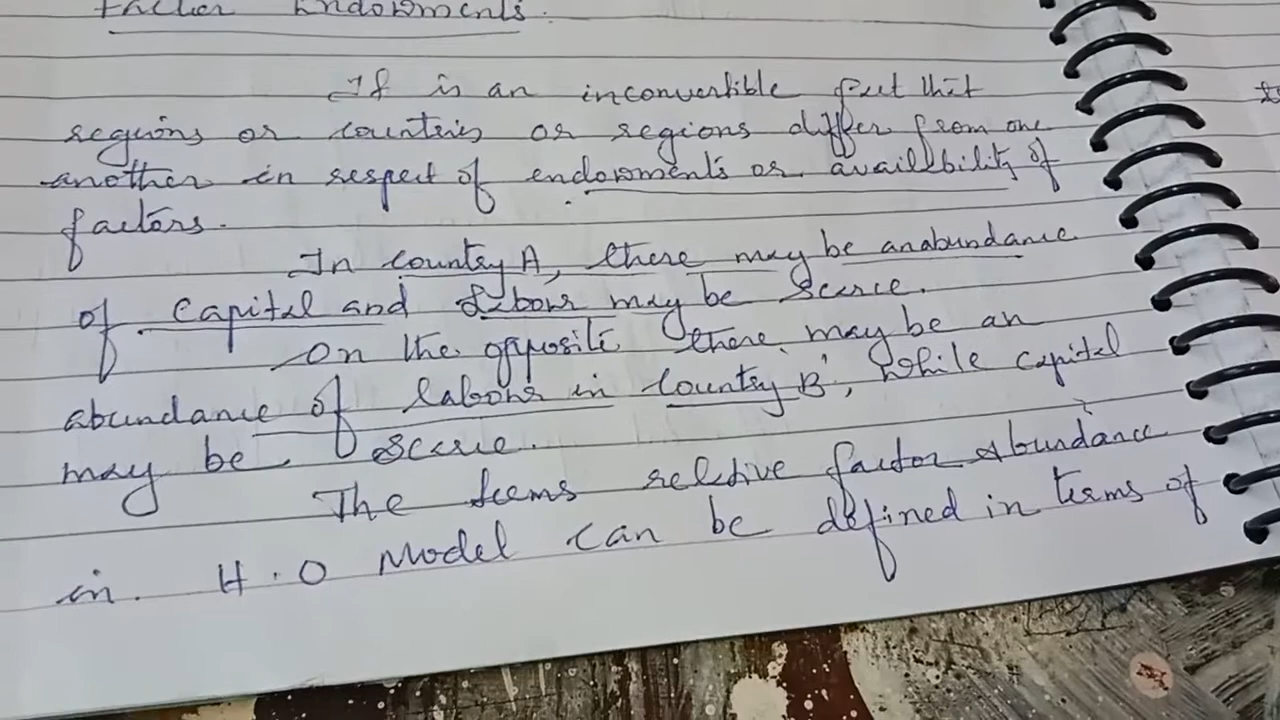 Factor Endowments.
If is an inconvertible fact that
regions or countries or regions differ from one
another in respect of endowments or availebility of
factors.
In country A, there may be an abundance
of capital and Labour may be Scarce.
On the opposite there may be an
abundance of labour in country B', while capital
may be scarce.
The terms relative factor abundance
in H.O Model can be defined in terms of